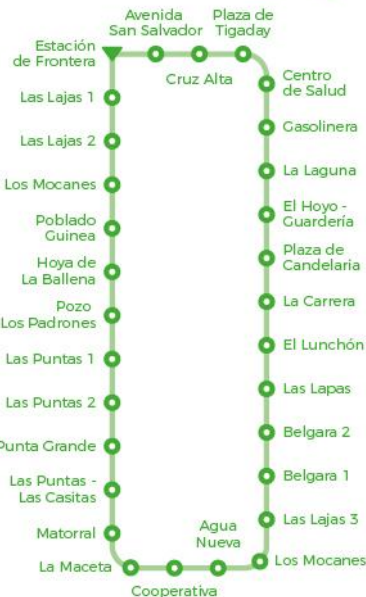 Avenida
San Salvador
Plaza de
Tigaday
Estación
de Frontera
Cruz Alta
Centro
de Salud
Las Lajas 1
Gasolinera
Las Lajas 2
La Laguna
Los Mocanes
El Hoyo -
Guardería
Poblado
Guinea
Plaza de
Candelaria
Hoya de
La Ballena
La Carrera
Pozo
Los Padrones
El Lunchón
Las Puntas 1
Las Lapas
Las Puntas 2
Belgara 2
Punta Grande
Belgara 1
Las Puntas -
Las Casitas
Las Lajas 3
Matorral
Agua
Nueva
La Maceta
Los Mocanes
Cooperativa